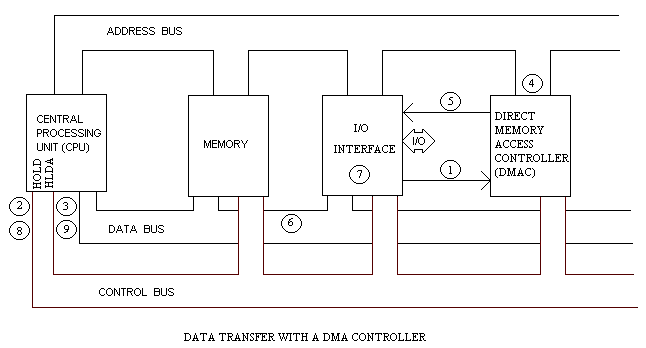 ADDRESS BUS
4
5
CENTRAL
PROCESSING
UNIT (CPU)
HOLD
HLDA
MEMORY
I/O
INTERFACE
7
I/O
1
DIRECT
MEMORY
ACCESS
CONTROLLER
(DMAC)
2
3
8
9
6
DATA BUS
CONTROL BUS
DATA TRANSFER WITH A DMA CONTROLLER